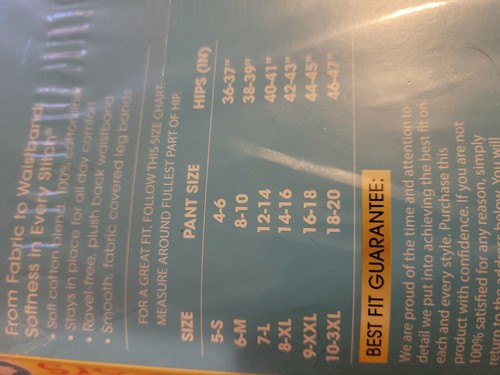 From Fabric to Waistband:
Softness in Every Stitch®
• Soft cotton blend, 100% cotton
• Stays in place for all day comfort
• Ravel-free, plush back waistband
• Smooth, fabric covered leg bands
FOR A GREAT FIT, FOLLOW THIS SIZE CHART.
MEASURE AROUND FULLEST PART OF HIP.
SIZE PANT SIZE HIPS (IN)
5-S 4-6 36-37"
6-M 8-10 38-39"
7-L 12-14 40-41"
8-XL 14-16 42-43"
9-XXL 16-18 44-45"
10-3XL 18-20 46-47"
BEST FIT GUARANTEE:
We are proud of the time and attention to
detail we put into achieving the best fit on
each and every style. Purchase this
product with confidence. If you are not
100% satisfied for any reason, simply